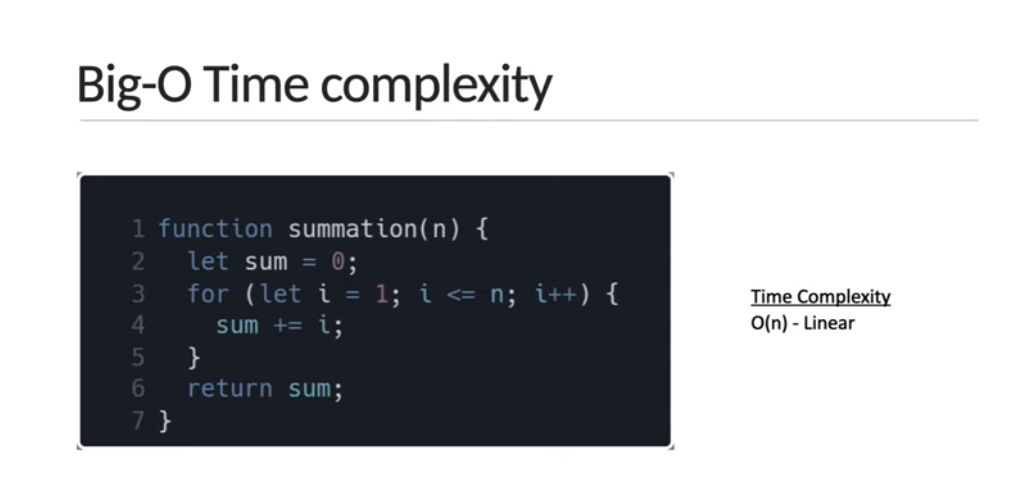 Big-O Time complexity
1 function summation(n) {
2   let sum = 0;
3   for (let i = 1; i <= n; i++) {
4     sum += i;
5   }
6   return sum;
7 }
Time Complexity
O(n) - Linear